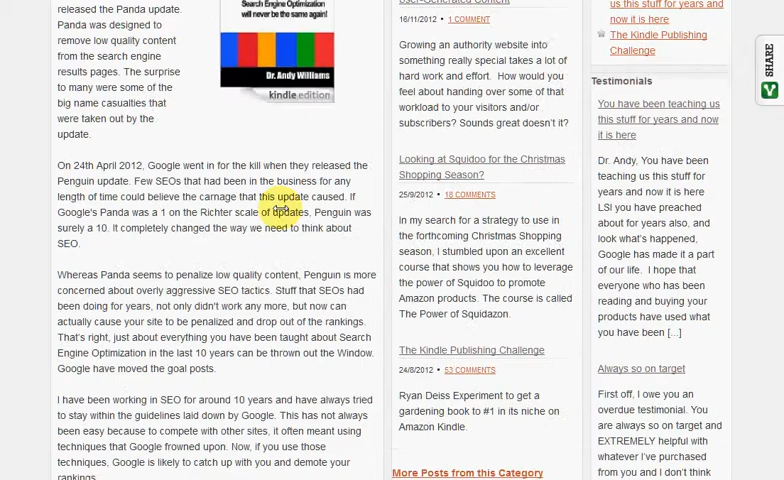 released the Panda update.
Panda was designed to
remove low quality content
from the search engine
results pages. The surprise
to many were some of the
big name casualties that
were taken out by the
update.
Search Engine Optimization
will never be the same again!
Dr. Andy Williams
kindle edition
On 24th April 2012, Google went in for the kill when they released the
Penguin update. Few SEOs that had been in the business for any
length of time could believe the carnage that this update caused. If
Google's Panda was a 1 on the Richter scale of updates, Penguin was
surely a 10. It completely changed the way we need to think about
SEO.
Whereas Panda seems to penalize low quality content, Penguin is more
concerned about overly aggressive SEO tactics. Stuff that SEOs had
been doing for years, not only didn't work any more, but now can
actually cause your site to be penalized and drop out of the rankings.
That's right, just about everything you have been taught about Search
Engine Optimization in the last 10 years can be thrown out the Window.
Google have moved the goal posts.
I have been working in SEO for around 10 years and have always tried
to stay within the guidelines laid down by Google. This has not always
been easy because to compete with other sites, it often meant using
techniques that Google frowned upon. Now, if you use those
techniques, Google is likely to catch up with you and demote your
rankings.
User-Generated Content
16/11/2012 • 1 COMMENT
Growing an authority website into
something really special takes a lot of
hard work and effort. How would you
feel about handing over some of that
workload to your visitors and/or
subscribers? Sounds great doesn't it?
Looking at Squidoo for the Christmas
Shopping Season?
25/9/2012 • 18 COMMENTS
In my search for a strategy to use in
the forthcoming Christmas Shopping
season, I stumbled upon an excellent
course that shows you how to leverage
the power of Squidoo to promote
Amazon products. The course is called
The Power of Squidazon.
The Kindle Publishing Challenge
24/8/2012 • 53 COMMENTS
Ryan Deiss Experiment to get a
gardening book to #1 in its niche on
Amazon Kindle.
More Posts from this Category
us this stuff for years and
now it is here
The Kindle Publishing
Challenge
Testimonials
You have been teaching us
this stuff for years and now
it is here
Dr. Andy, You have been
teaching us this stuff for
years and now it is here
LSI you have preached
about for years also, and
look what's happened,
Google has made it a part
of our life. I hope that
everyone who has been
reading and buying your
products have used what
you have been [...]
Always so on target
First off, I owe you an
overdue testimonial. You
are always so on target and
EXTREMELY helpful with
whatever I've purchased
from you and I don't think
SHARE